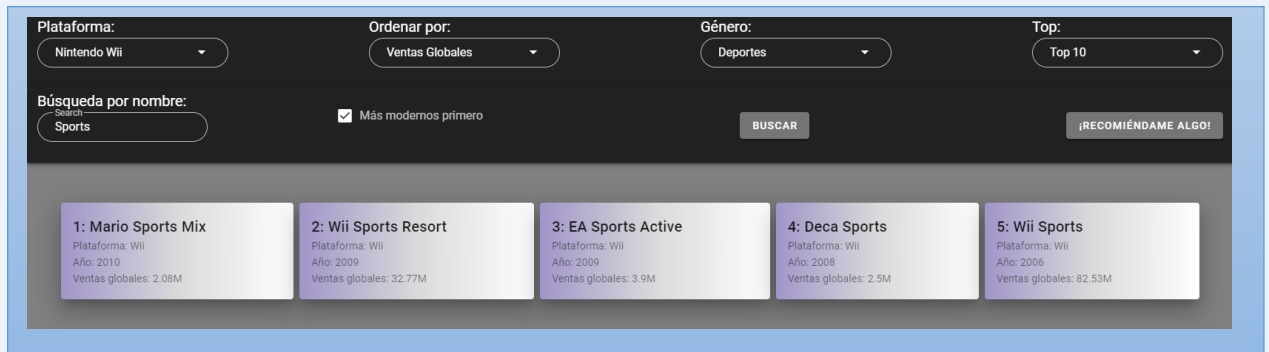 Plataforma:
Ordenar por:
Género:
Top:
Nintendo Wii
Ventas Globales
Deportes
Top 10
Búsqueda por nombre:
Search
Sports
Más modernos primero
BUSCAR
¡RECOMIÉNDAME ALGO!
1: Mario Sports Mix
Plataforma: Wii
Año: 2010
Ventas globales: 2.08M
2: Wii Sports Resort
Plataforma: Wii
Año: 2009
Ventas globales: 32.77M
3: EA Sports Active
Plataforma: Wii
Año: 2009
Ventas globales: 3.9M
4: Deca Sports
Plataforma: Wii
Año: 2008
Ventas globales: 2.5M
5: Wii Sports
Plataforma: Wii
Año: 2006
Ventas globales: 82.53M